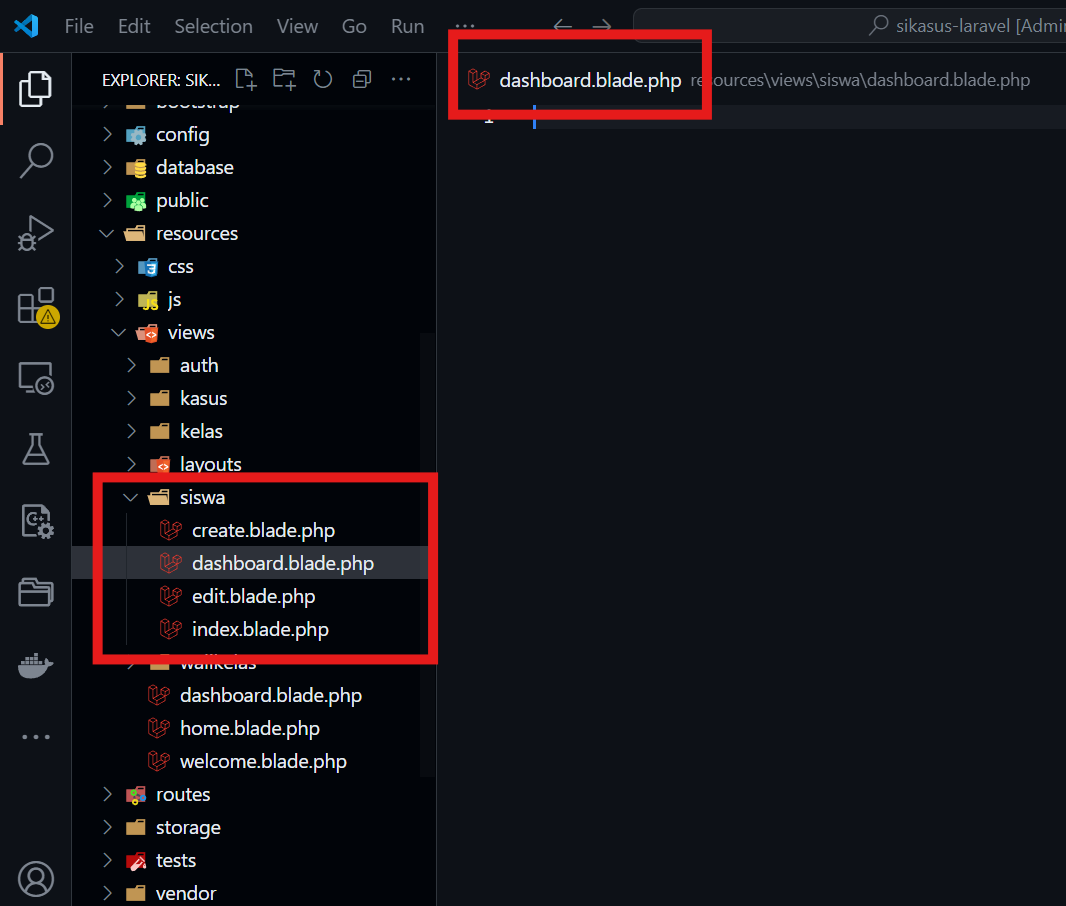 File Edit Selection View Go Run ... sikasus-laravel [Admin
EXPLORER: SIK...
dashboard.blade.php resources\views\siswa\dashboard.blade.php
1
bootstrap
config
database
public
resources
css
js
views
auth
kasus
kelas
layouts
siswa
create.blade.php
dashboard.blade.php
edit.blade.php
index.blade.php
walikelas
dashboard.blade.php
home.blade.php
welcome.blade.php
routes
storage
tests
vendor